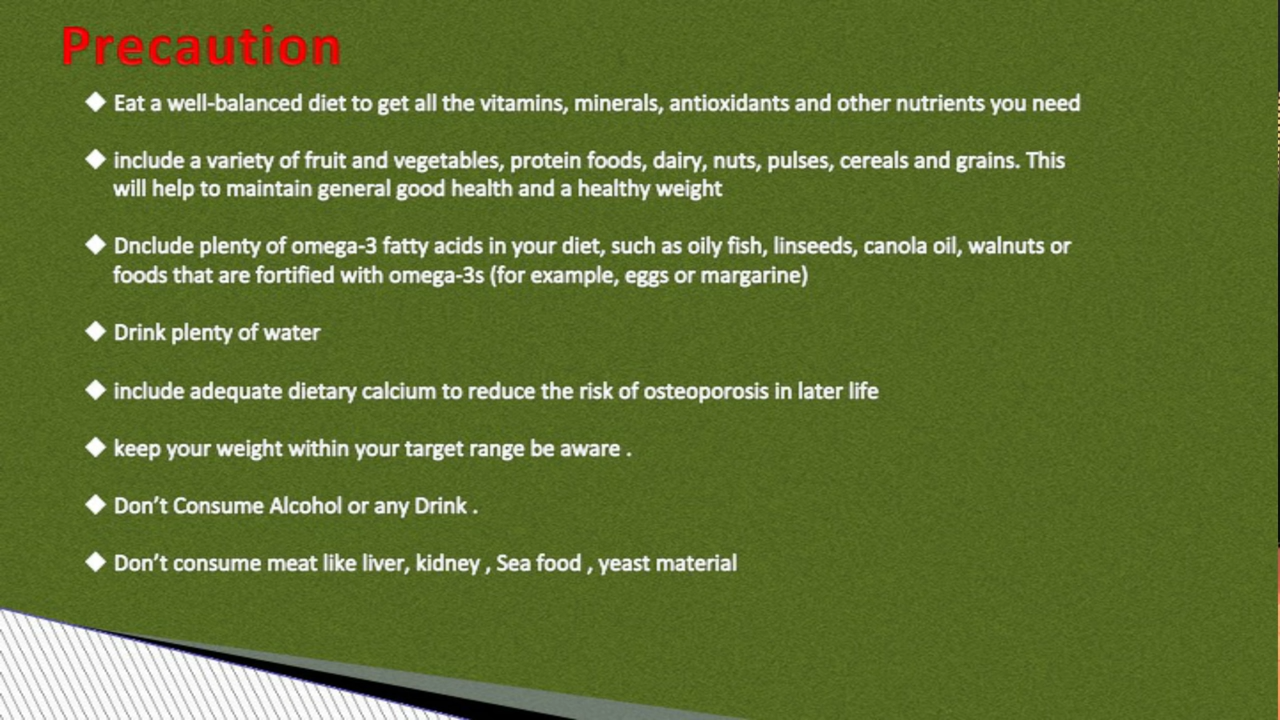 Precaution
Eat a well-balanced diet to get all the vitamins, minerals, antioxidants and other nutrients you need
include a variety of fruit and vegetables, protein foods, dairy, nuts, pulses, cereals and grains. This
will help to maintain general good health and a healthy weight
Dnclude plenty of omega-3 fatty acids in your diet, such as oily fish, linseeds, canola oil, walnuts or
foods that are fortified with omega-3s (for example, eggs or margarine)
Drink plenty of water
include adequate dietary calcium to reduce the risk of osteoporosis in later life
keep your weight within your target range be aware .
Don’t Consume Alcohol or any Drink .
Don’t consume meat like liver, kidney , Sea food , yeast material